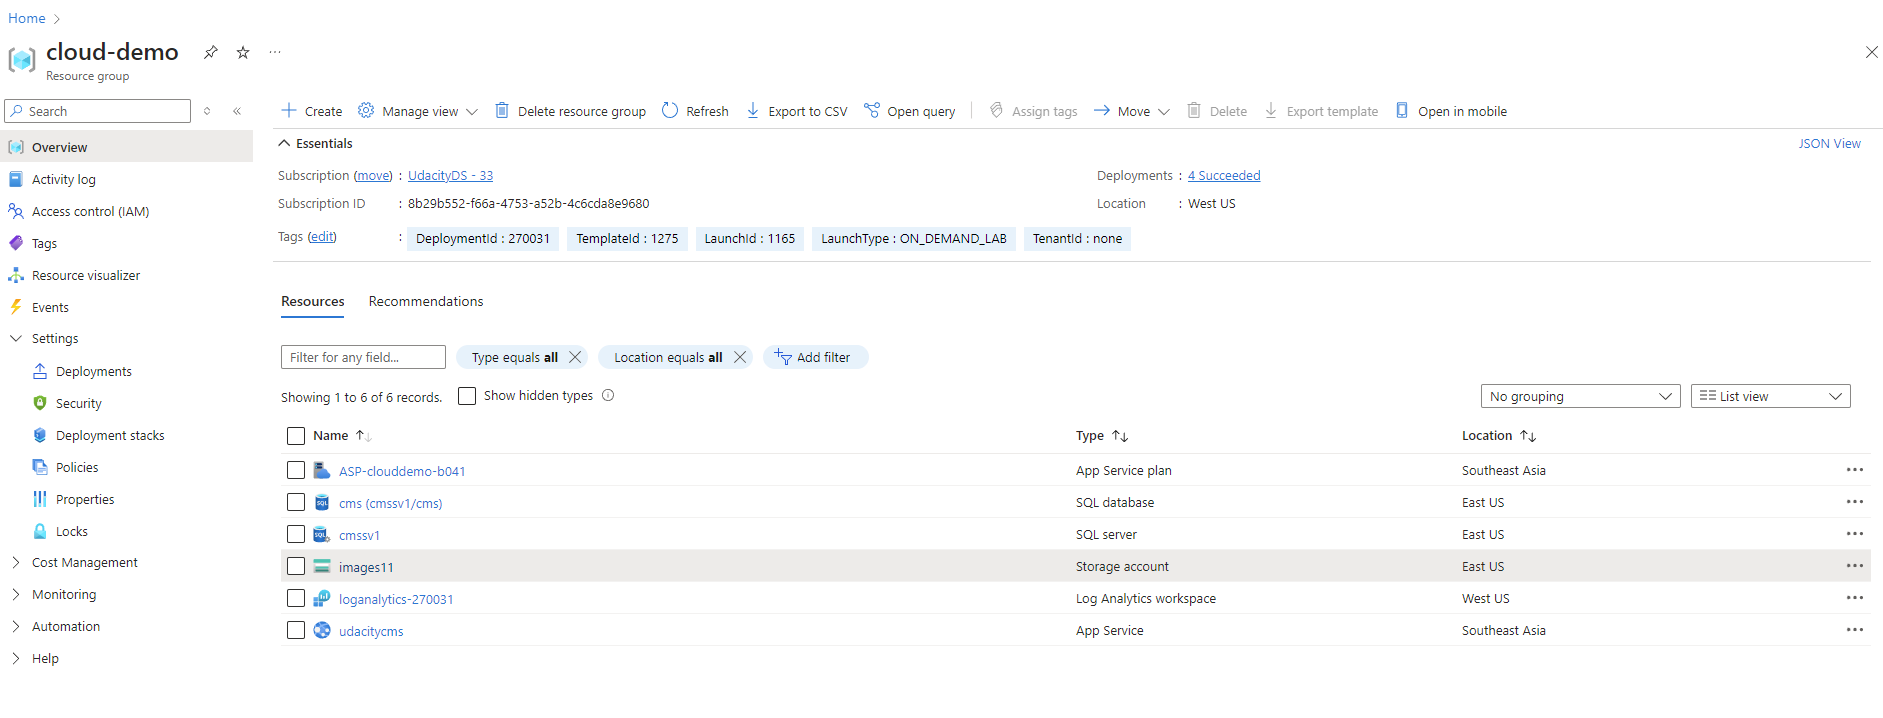 Home
cloud-demo
Resource group
Search
Overview
Activity log
Access control (IAM)
Tags
Resource visualizer
Events
Settings
Deployments
Security
Deployment stacks
Policies
Properties
Locks
Cost Management
Monitoring
Automation
Help
Create Manage view Delete resource group Refresh Export to CSV Open query Assign tags Move Delete Export template Open in mobile
Essentials JSON View
Subscription (move) : UdacityDS - 33 Deployments : 4 Succeeded
Subscription ID : 8b29b552-f66a-4753-a52b-4c6cda8e9680 Location : West US
Tags (edit) : DeploymentId : 270031 TemplateId : 1275 LaunchId : 1165 LaunchType : ON_DEMAND_LAB TenantId : none
Resources Recommendations
Filter for any field... Type equals all Location equals all Add filter
Showing 1 to 6 of 6 records. Show hidden types No grouping List view
Name Type Location
ASP-clouddemo-b041 App Service plan Southeast Asia
cms (cmssv1/cms) SQL database East US
cmssv1 SQL server East US
images11 Storage account East US
loganalytics-270031 Log Analytics workspace West US
udacitycms App Service Southeast Asia